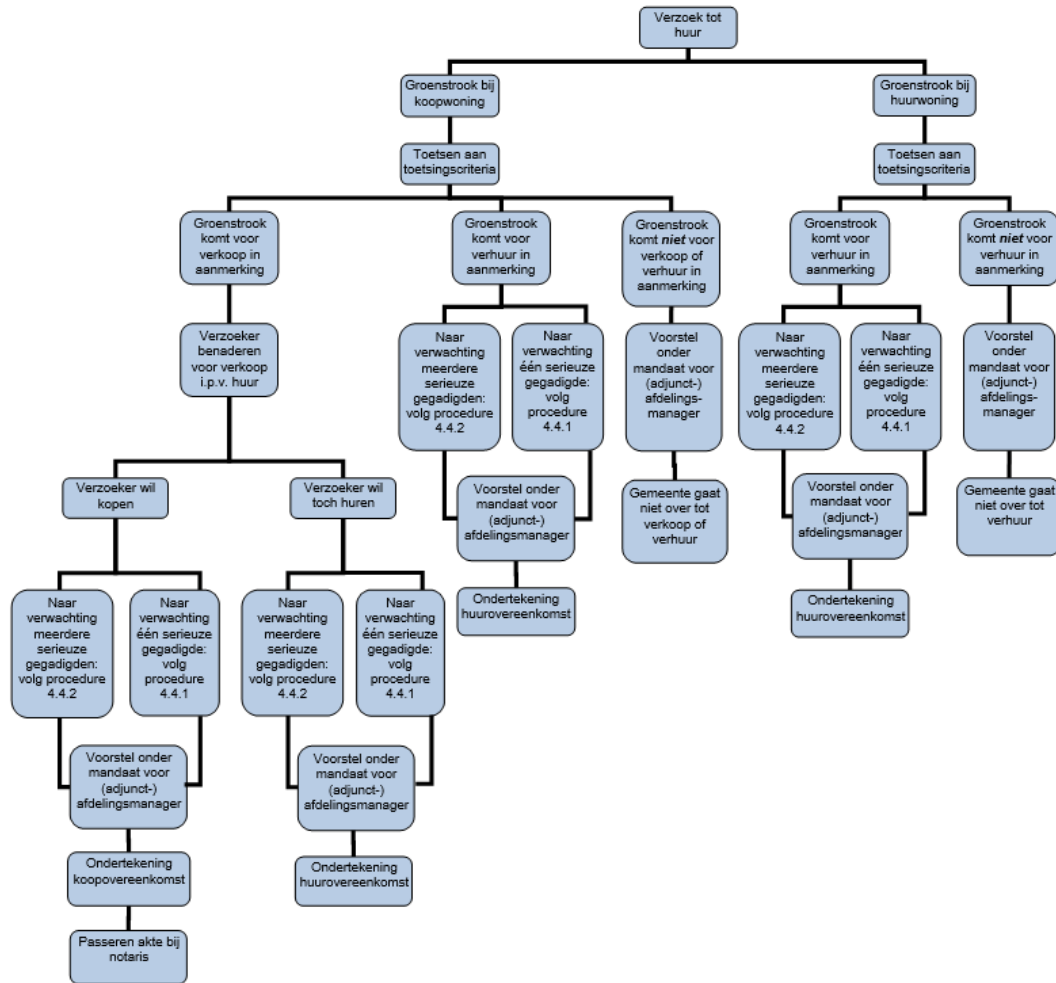 Verzoek tot
huur
Groenstrook bij
koopwoning
Groenstrook bij
huurwoning
Toetsen aan
toetsingscriteria
Toetsen aan
toetsingscriteria
Groenstrook
komt voor
verkoop in
aanmerking
Groenstrook
komt voor
verhuur in
aanmerking
Groenstrook
komt niet voor
verkoop of
verhuur in
aanmerking
Groenstrook
komt voor
verhuur in
aanmerking
Groenstrook
komt niet voor
verhuur in
aanmerking
Verzoeker
benaderen
voor verkoop
i.p.v. huur
Naar
verwachting
meerdere
serieuze
gegadigden:
volg procedure
4.4.2
Naar
verwachting
één serieuze
gegadigde:
volg
procedure
4.4.1
Voorstel
onder
mandaat voor
(adjunct-)
afdelings-
manager
Naar
verwachting
meerdere
serieuze
gegadigden:
volg procedure
4.4.2
Naar
verwachting
één serieuze
gegadigde:
volg
procedure
4.4.1
Voorstel
onder
mandaat voor
(adjunct-)
afdelings-
manager
Verzoeker wil
kopen
Verzoeker wil
toch huren
Voorstel onder
mandaat voor
(adjunct-)
afdelingsmanager
Gemeente gaat
niet over tot
verkoop of
verhuur
Voorstel onder
mandaat voor
(adjunct-)
afdelingsmanager
Gemeente gaat
niet over tot
verhuur
Naar
verwachting
meerdere
serieuze
gegadigden:
volg procedure
4.4.2
Naar
verwachting
één serieuze
gegadigde:
volg
procedure
4.4.1
Naar
verwachting
meerdere
serieuze
gegadigden:
volg procedure
4.4.2
Naar
verwachting
één serieuze
gegadigde:
volg
procedure
4.4.1
Ondertekening
huurovereenkomst
Ondertekening
huurovereenkomst
Voorstel onder
mandaat voor
(adjunct-)
afdelingsmanager
Voorstel onder
mandaat voor
(adjunct-)
afdelingsmanager
Ondertekening
koopovereenkomst
Ondertekening
huurovereenkomst
Passeren akte bij
notaris